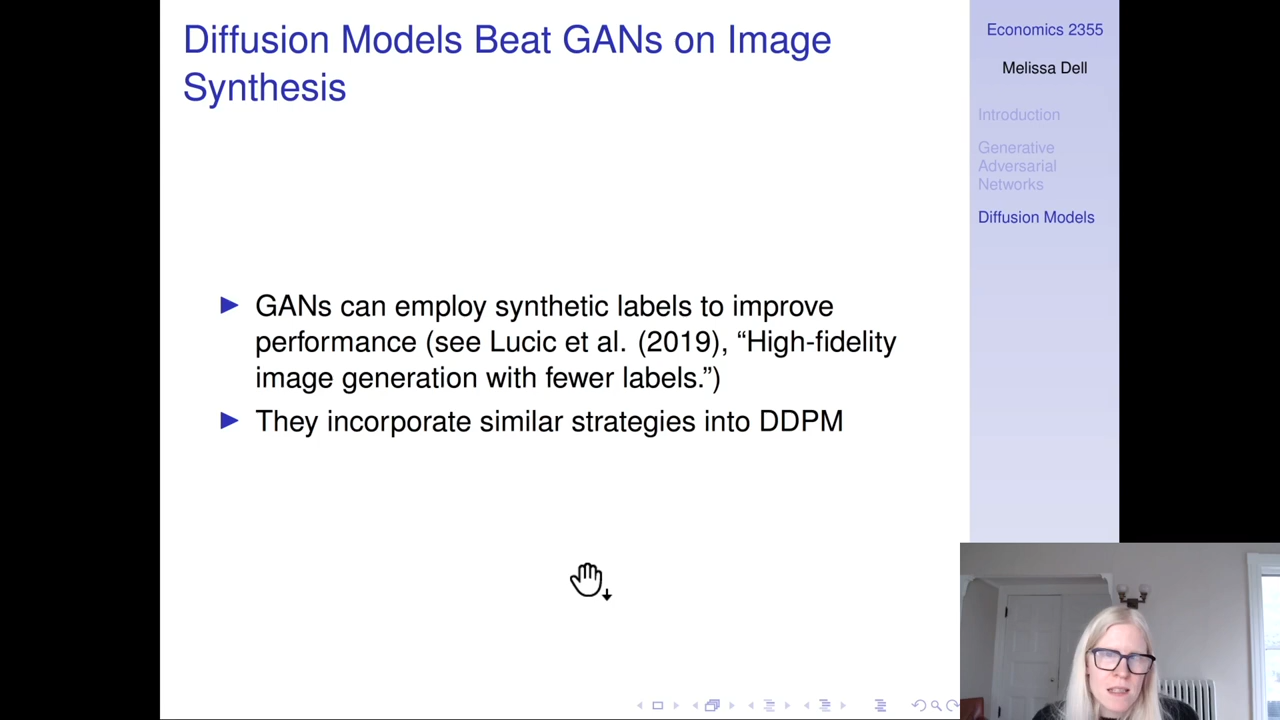 Diffusion Models Beat GANs on Image
Synthesis
GANs can employ synthetic labels to improve
performance (see Lucic et al. (2019), “High-fidelity
image generation with fewer labels.”)
They incorporate similar strategies into DDPM
Economics 2355
Melissa Dell
Introduction
Generative
Adversarial
Networks
Diffusion Models